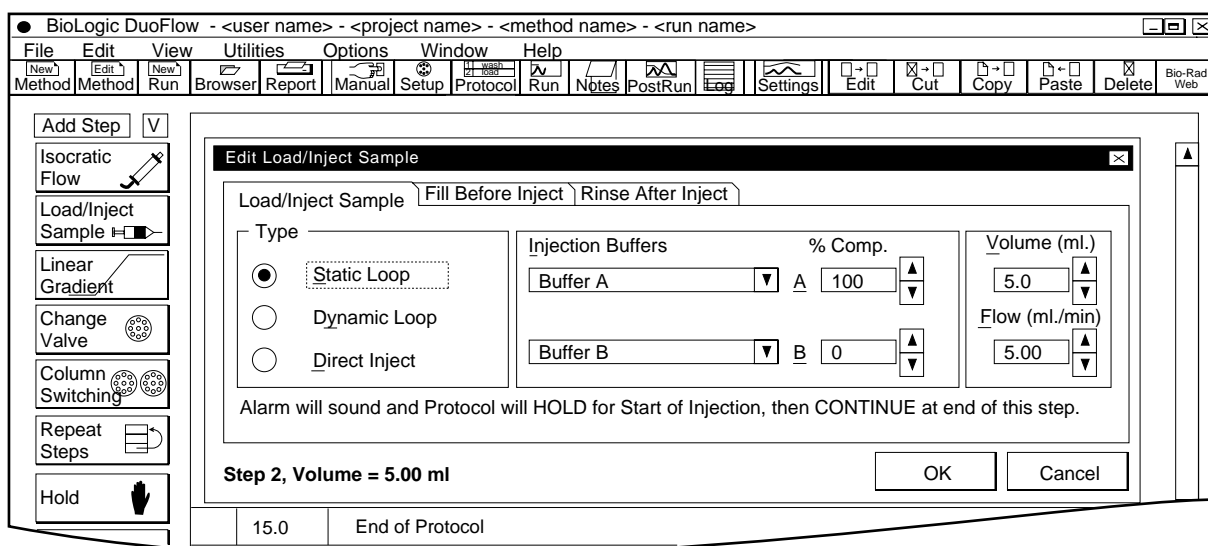 BioLogic DuoFlow - <user name> - <project name> - <method name> - <run name>
File Edit View Utilities Options Window Help
New Edit New 1 wash
2 load
Method Method Run Browser Report Manual Setup Protocol Run Notes PostRun Log Settings Edit Cut Copy Paste Delete Bio-Rad Web
Add Step V
Isocratic
Flow
Load/Inject
Sample
Linear
Gradient
Change
Valve
Column
Switching
Repeat
Steps
Hold
Edit Load/Inject Sample
Load/Inject Sample Fill Before Inject Rinse After Inject
Type
Static Loop
Dynamic Loop
Direct Inject
Injection Buffers % Comp.
Buffer A A 100
Buffer B B 0
Volume (ml.)
5.0
Flow (ml./min)
5.00
Alarm will sound and Protocol will HOLD for Start of Injection, then CONTINUE at end of this step.
Step 2, Volume = 5.00 ml
OK Cancel
15.0 End of Protocol